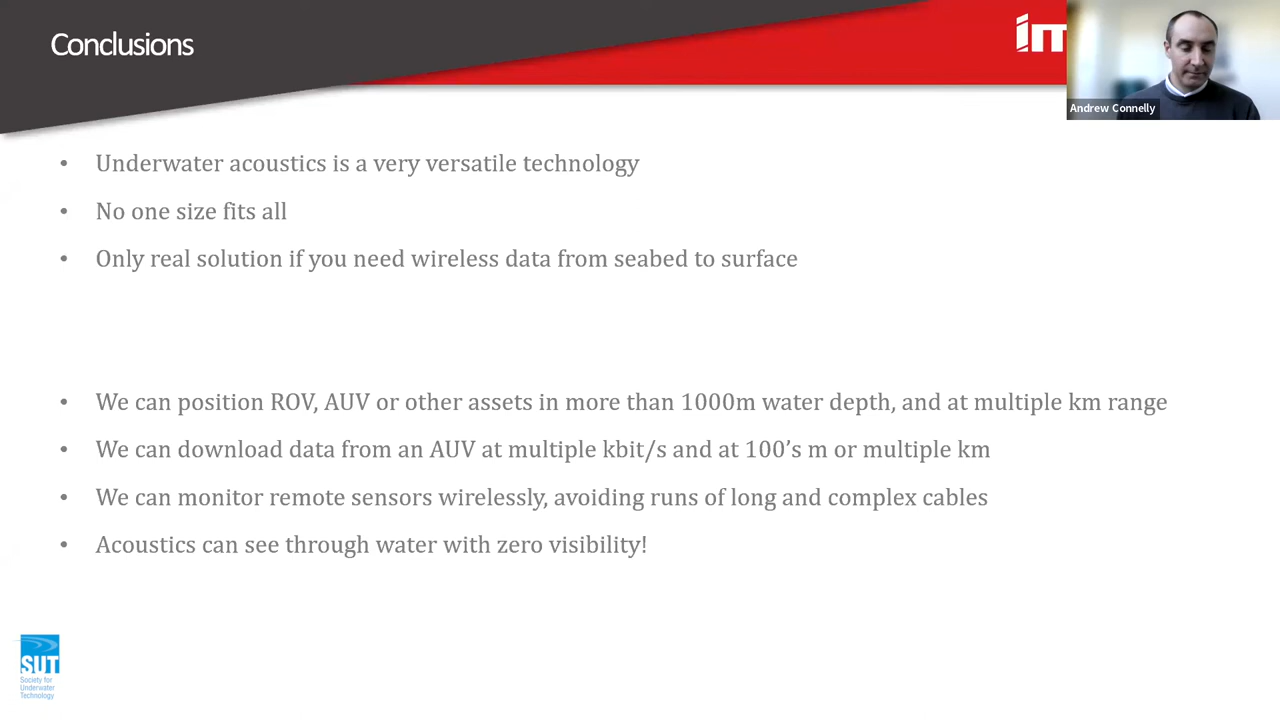 Conclusions
im
Andrew Connelly
• Underwater acoustics is a very versatile technology
• No one size fits all
• Only real solution if you need wireless data from seabed to surface
• We can position ROV, AUV or other assets in more than 1000m water depth, and at multiple km range
• We can download data from an AUV at multiple kbit/s and at 100’s m or multiple km
• We can monitor remote sensors wirelessly, avoiding runs of long and complex cables
• Acoustics can see through water with zero visibility!
SUT
Society for
Underwater
Technology